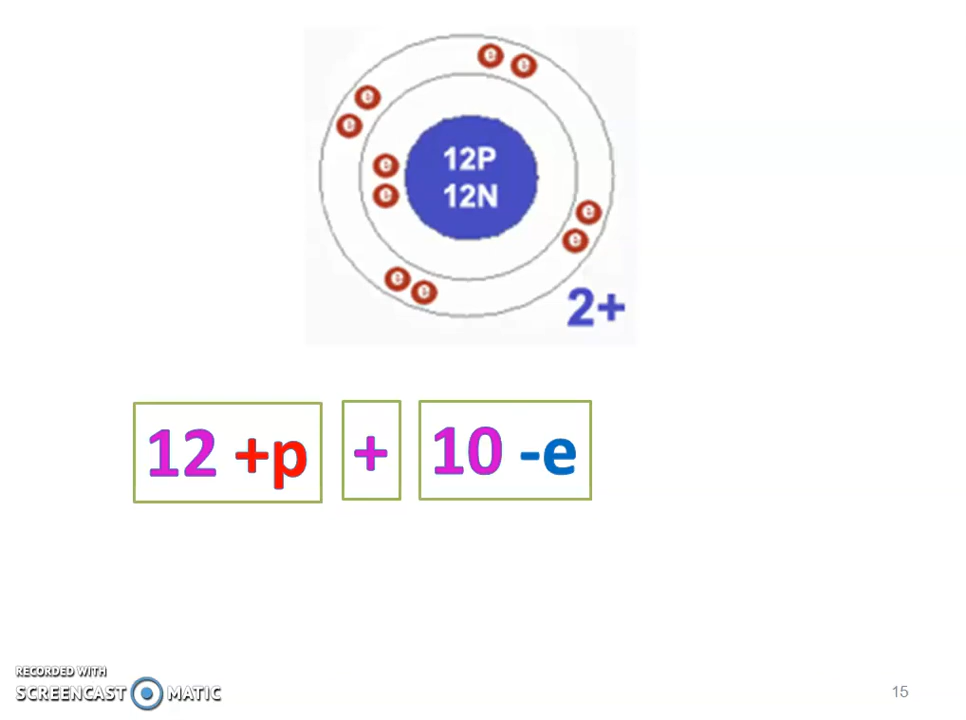 e e
e
e
e
e
12P
12N
e
e
e e
2+
12 +p + 10 -e
RECORDED WITH
SCREENCAST MATIC
15